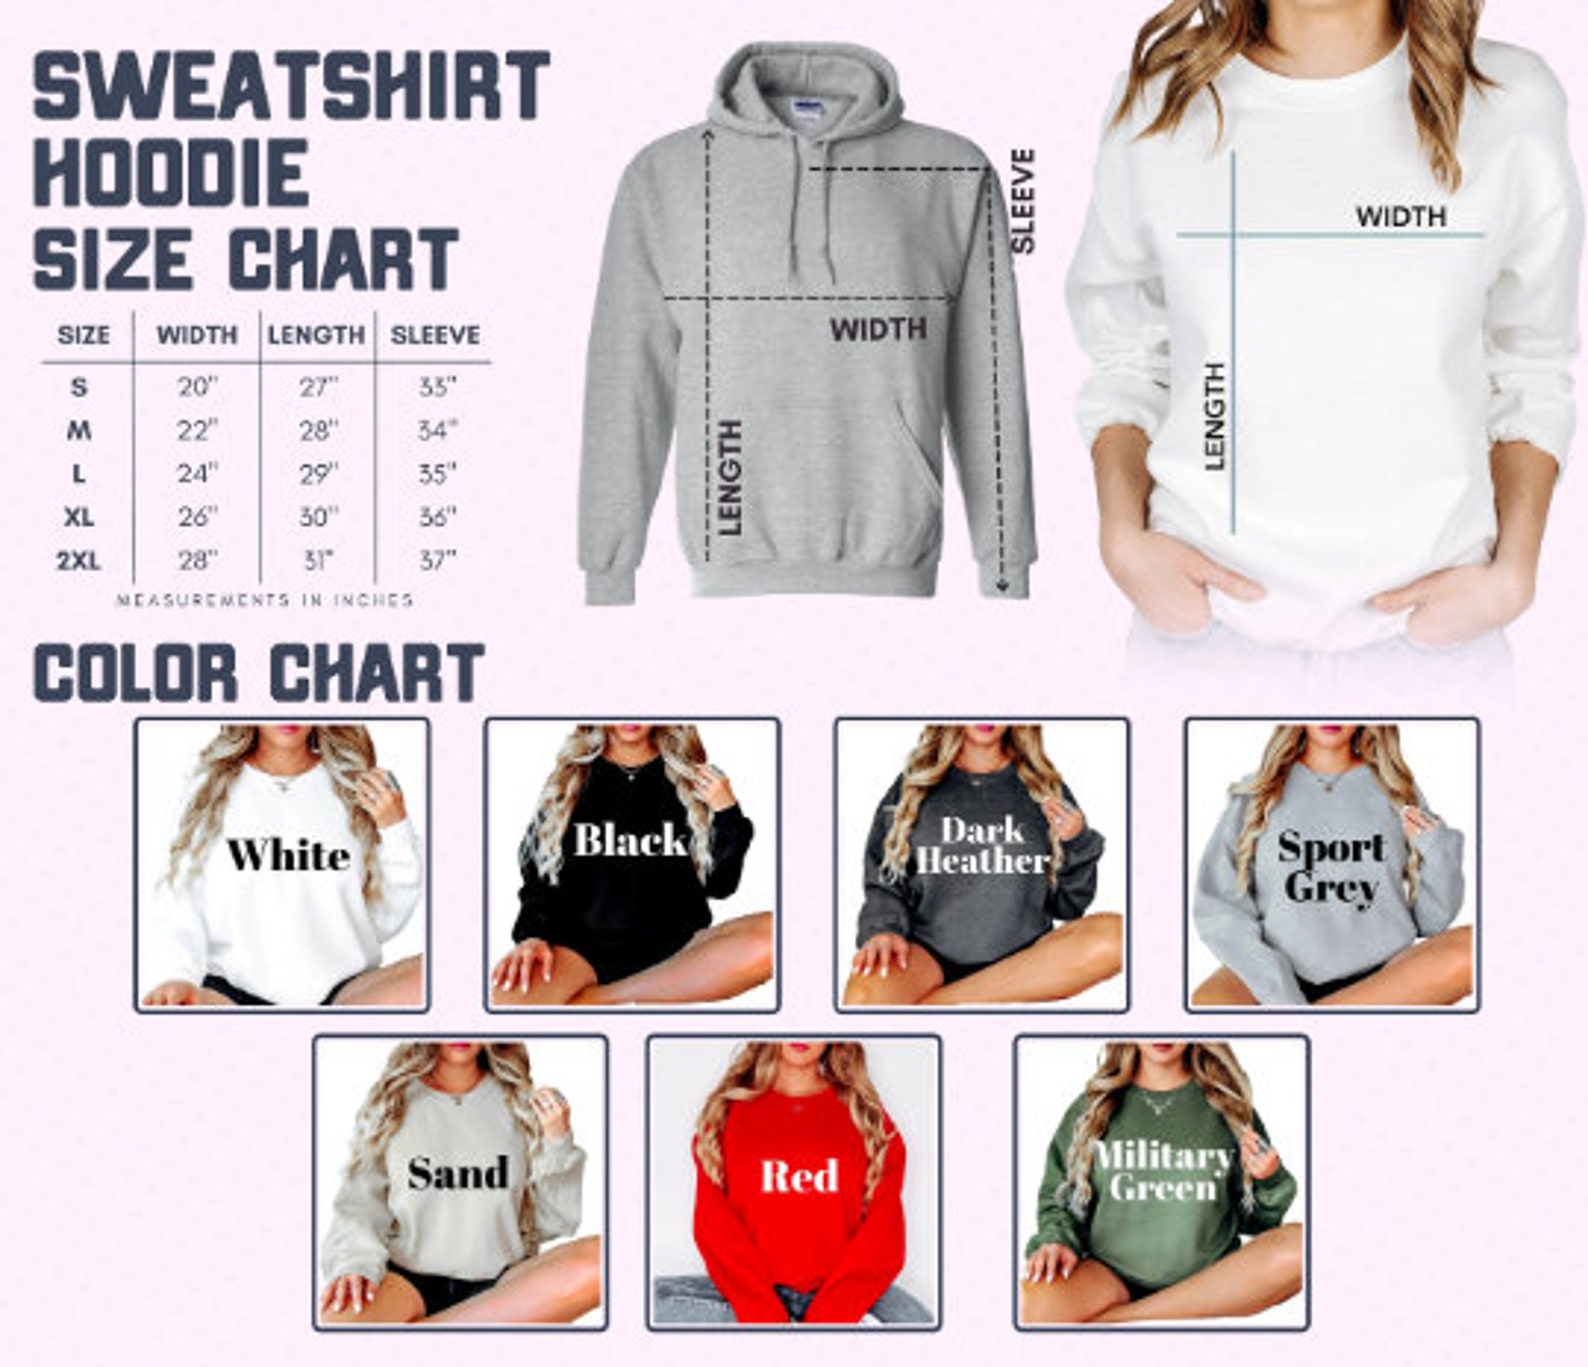 SWEATSHIRT
HOODIE
SIZE CHART
SIZE WIDTH LENGTH SLEEVE
S 20" 27" 33"
M 22" 28" 34"
L 24" 29" 35"
XL 26" 30" 36"
2XL 28" 31" 37"
MEASUREMENTS IN INCHES
LENGTH
WIDTH
SLEEVE
LENGTH
WIDTH
COLOR CHART
White
Black
Dark
Heather
Sport
Grey
Sand
Red
Military
Green